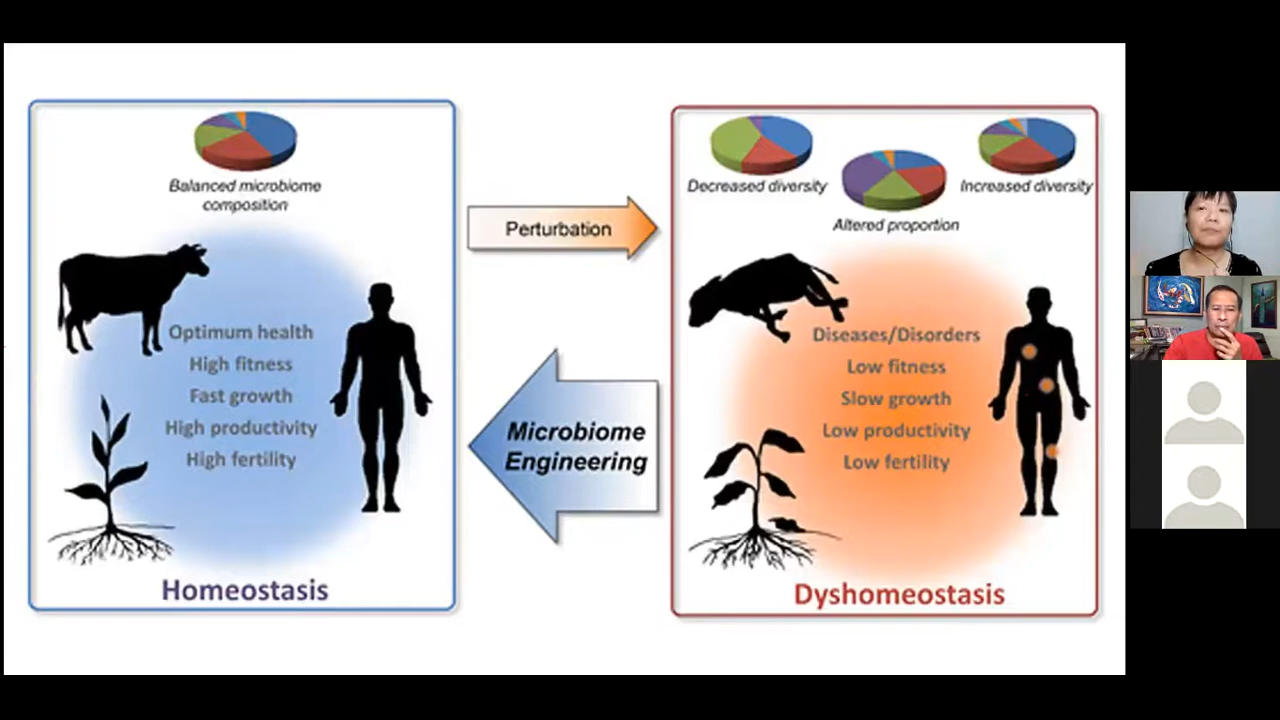 Balanced microbiome
composition
Optimum health
High fitness
Fast growth
High productivity
High fertility
Homeostasis
Perturbation
Microbiome
Engineering
Decreased diversity
Altered proportion
Increased diversity
Diseases/Disorders
Low fitness
Slow growth
Low productivity
Low fertility
Dyshomeostasis